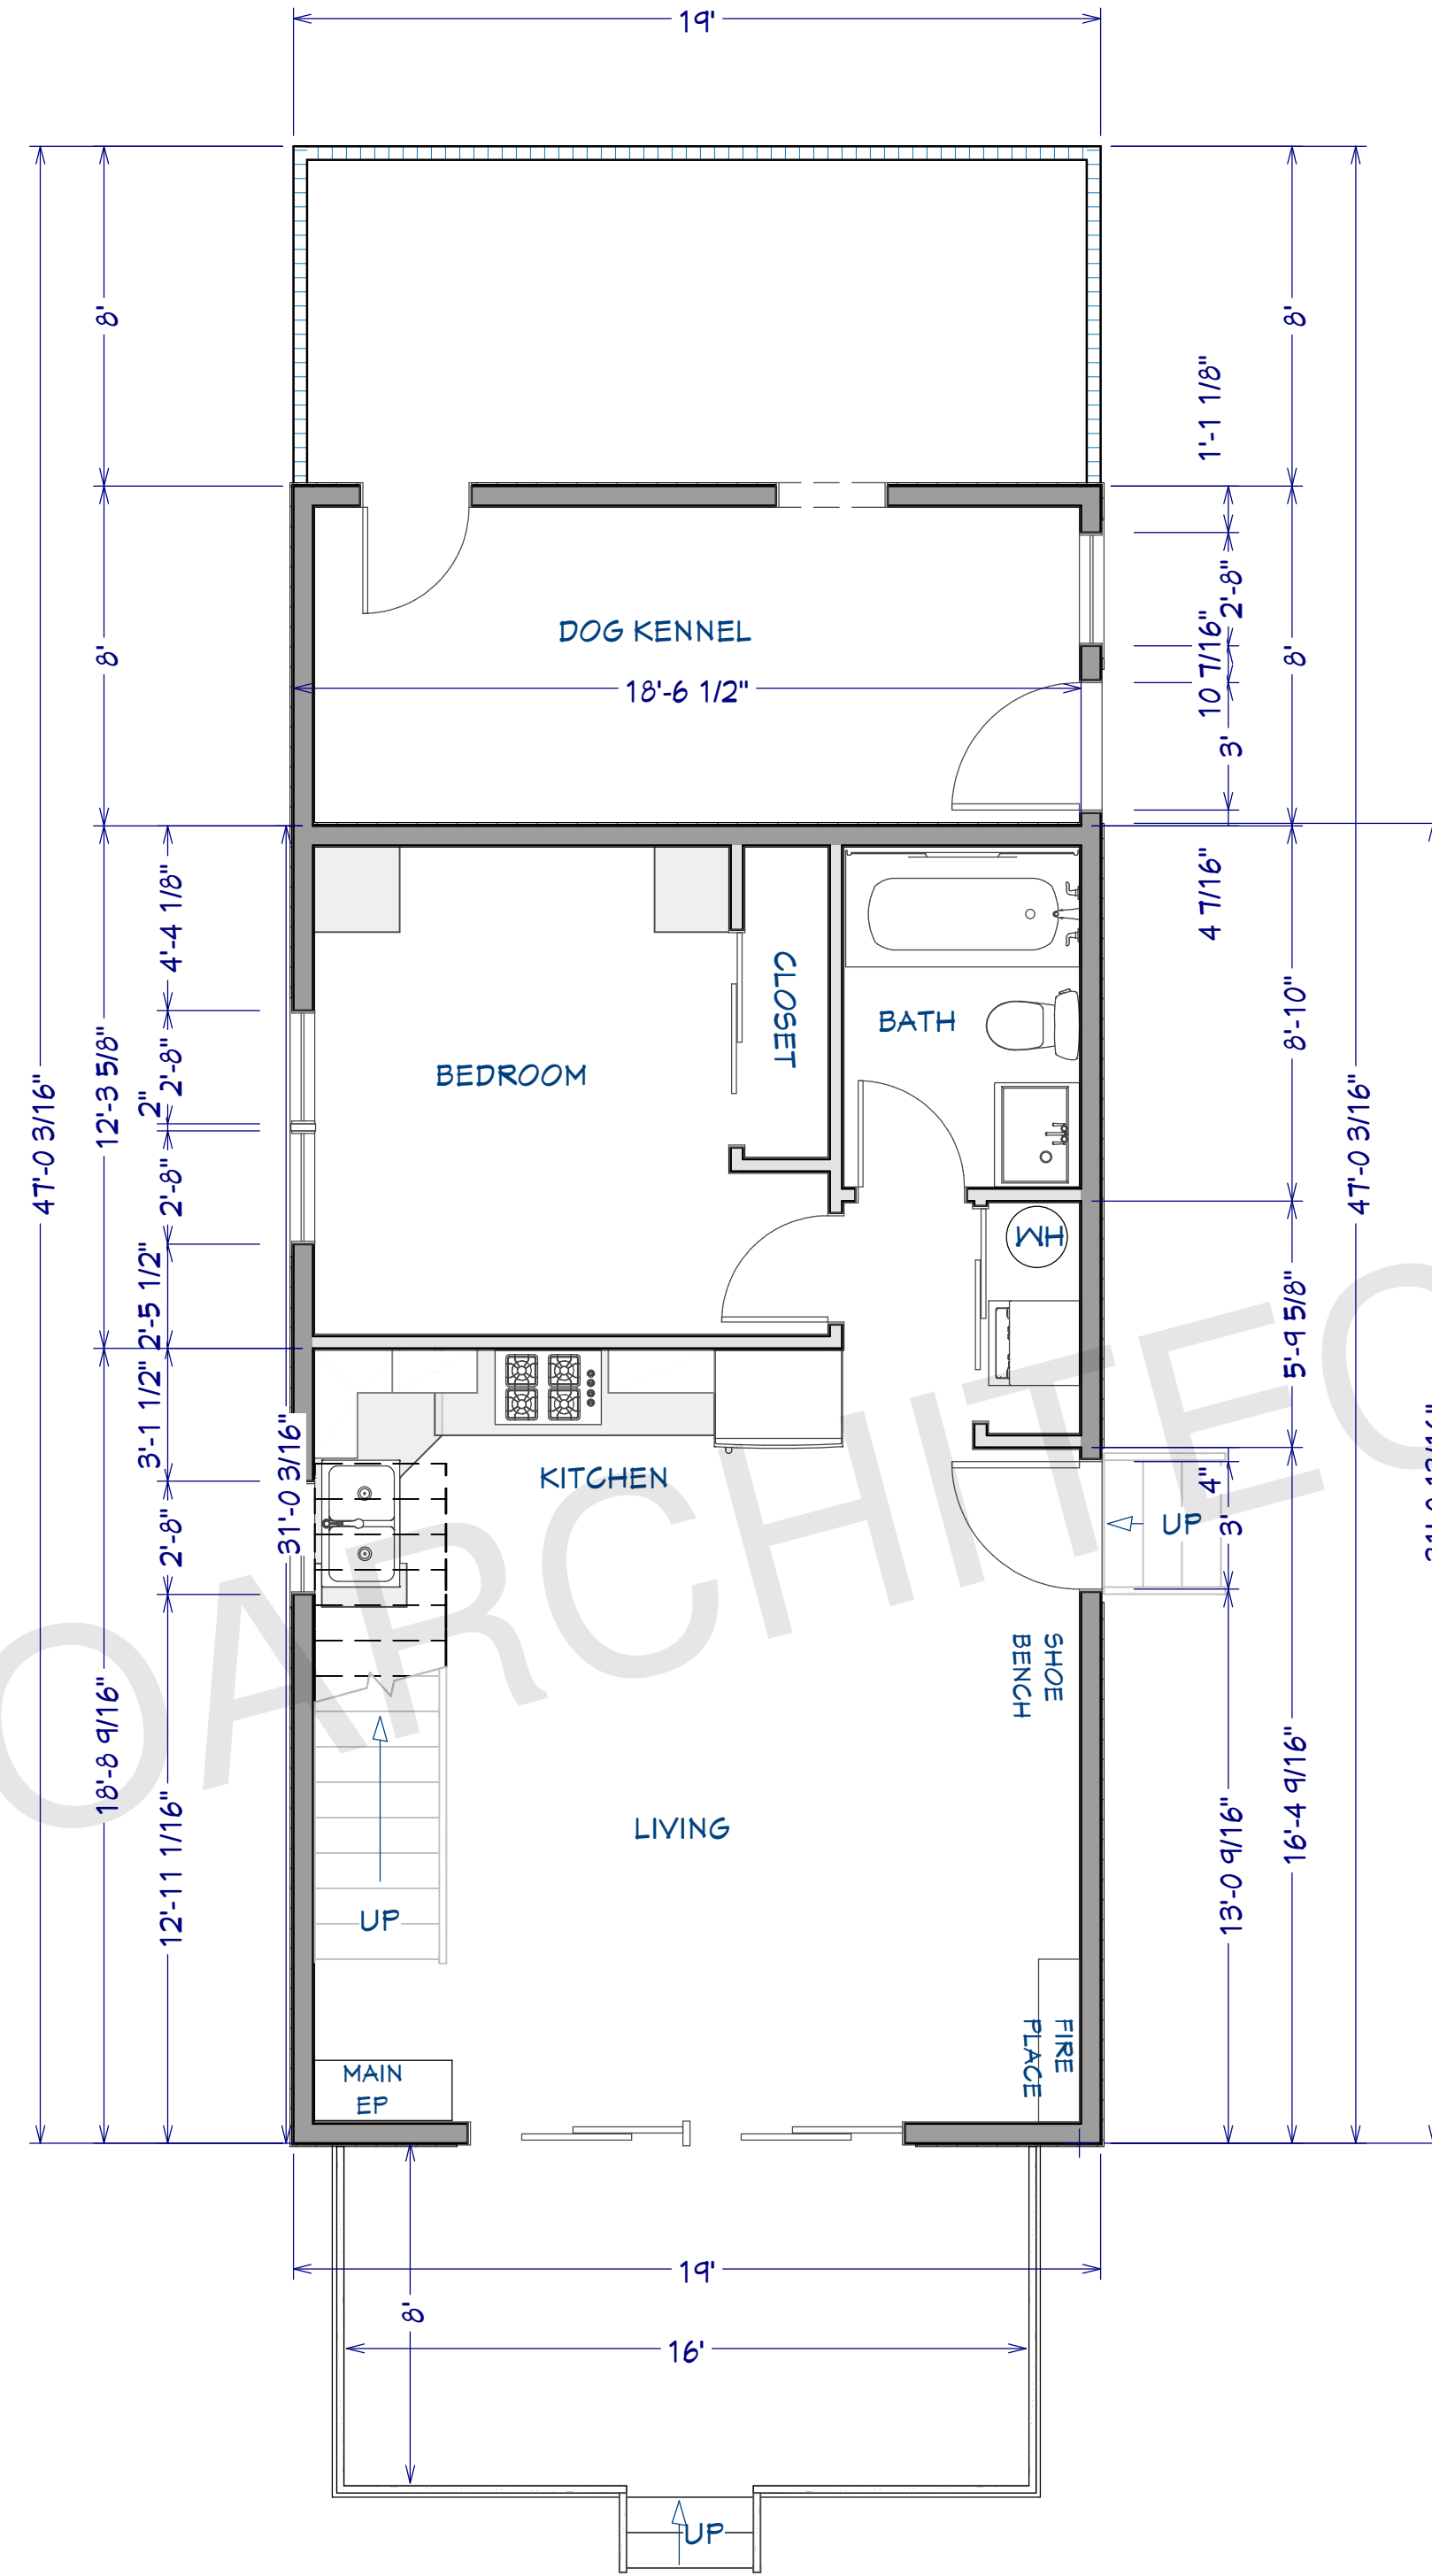 19'
8'
8'
1'-1 1/8"
2'-8"
10 7/16"
8'
8'
DOG KENNEL
18'-6 1/2"
3'
4 7/16"
4'-4 1/8"
CLOSET
BATH
8'-10"
BEDROOM
12'-3 5/8"
2'-8"
2"
47'-0 3/16"
47'-0 3/16"
2'-8"
WH
2'-5 1/2"
5'-9 5/8"
3'-1 1/2"
31'-0 3/16"
KITCHEN
4"
UP
3'
2'-8"
OARCHITEC
SHOE
BENCH
18'-8 9/16"
16'-4 9/16"
LIVING
12'-11 1/16"
13'-0 9/16"
UP
FIRE
PLACE
MAIN
EP
19'
8'
16'
UP